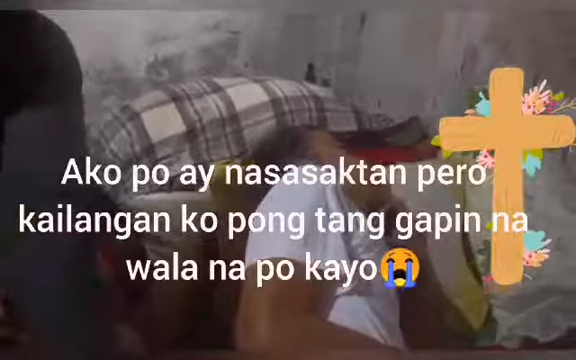 Ako po ay nasasaktan pero
kailangan ko pong tang gapin na
wala na po kayo😭